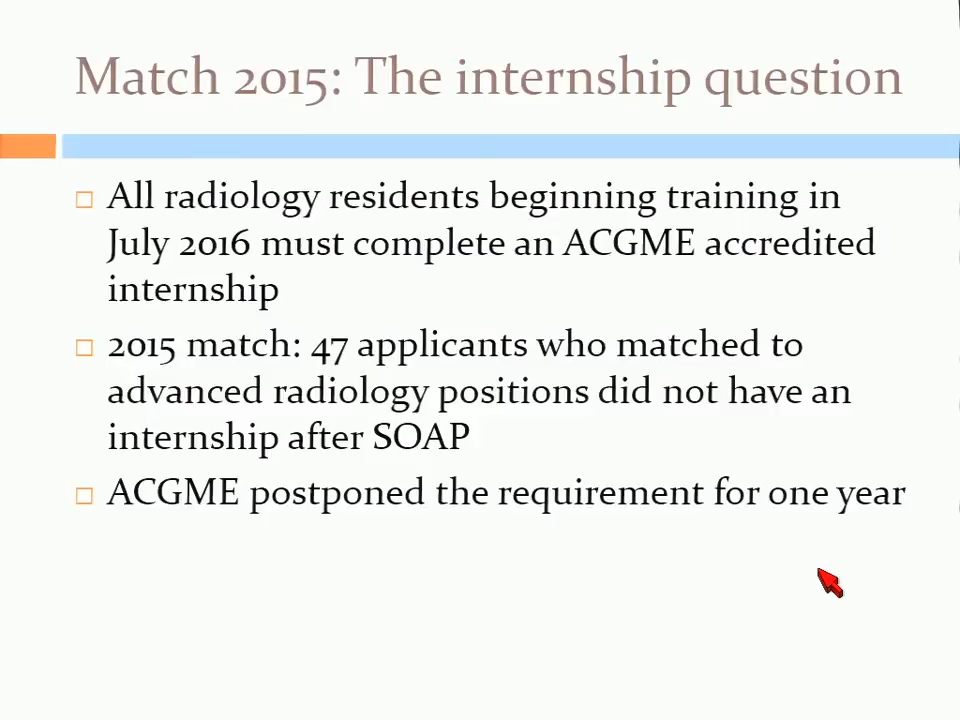 Match 2015: The internship question
All radiology residents beginning training in
July 2016 must complete an ACGME accredited
internship
2015 match: 47 applicants who matched to
advanced radiology positions did not have an
internship after SOAP
ACGME postponed the requirement for one year